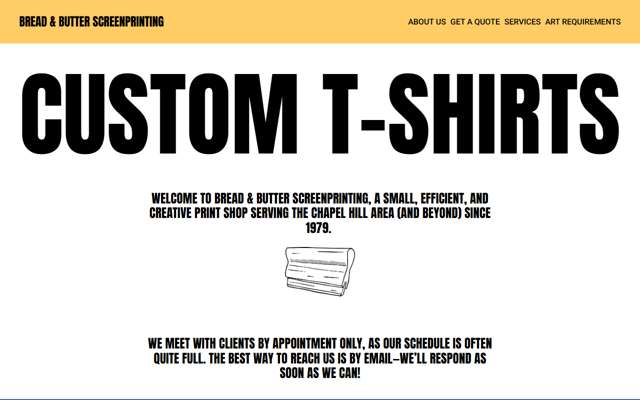 BREAD & BUTTER SCREENPRINTING
ABOUT US GET A QUOTE SERVICES ART REQUIREMENTS
CUSTOM T-SHIRTS
WELCOME TO BREAD & BUTTER SCREENPRINTING, A SMALL, EFFICIENT, AND
CREATIVE PRINT SHOP SERVING THE CHAPEL HILL AREA (AND BEYOND) SINCE
1979.
WE MEET WITH CLIENTS BY APPOINTMENT ONLY, AS OUR SCHEDULE IS OFTEN
QUITE FULL. THE BEST WAY TO REACH US IS BY EMAIL—WE'LL RESPOND AS
SOON AS WE CAN!